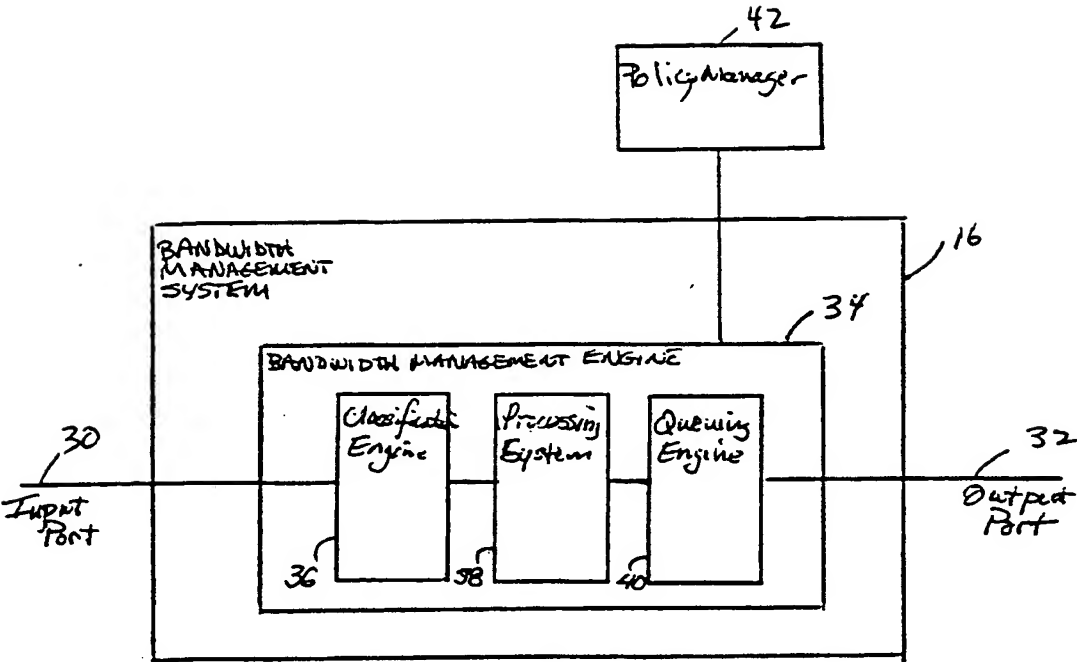 42
Policy Manager
BANDWIDTH
MANAGEMENT
SYSTEM
16
34
BANDWIDTH MANAGEMENT ENGINE
Classificatic
Engine
Processing
System
Queuing
Engine
30
Input
Port
32
Output
Port
36
38
40